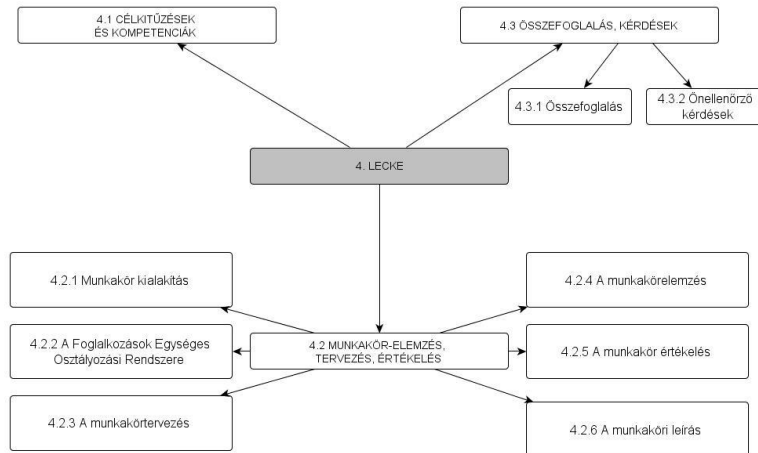 4.1 CÉLKITŰZÉSEK
ÉS KOMPETENCIÁK
4.3 ÖSSZEFOGLALÁS, KÉRDÉSEK
4.3.1 Összefoglalás
4.3.2 Önellenőrző
kérdések
4. LECKE
4.2.1 Munkakör kialakítás
4.2.4 A munkakörelemzés
4.2.2 A Foglalkozások Egységes
Osztályozási Rendszere
4.2 MUNKAKÖR-ELEMZÉS,
TERVEZÉS, ÉRTÉKELÉS
4.2.5 A munkakör értékelés
4.2.3 A munkakörtervezés
4.2.6 A munkaköri leírás